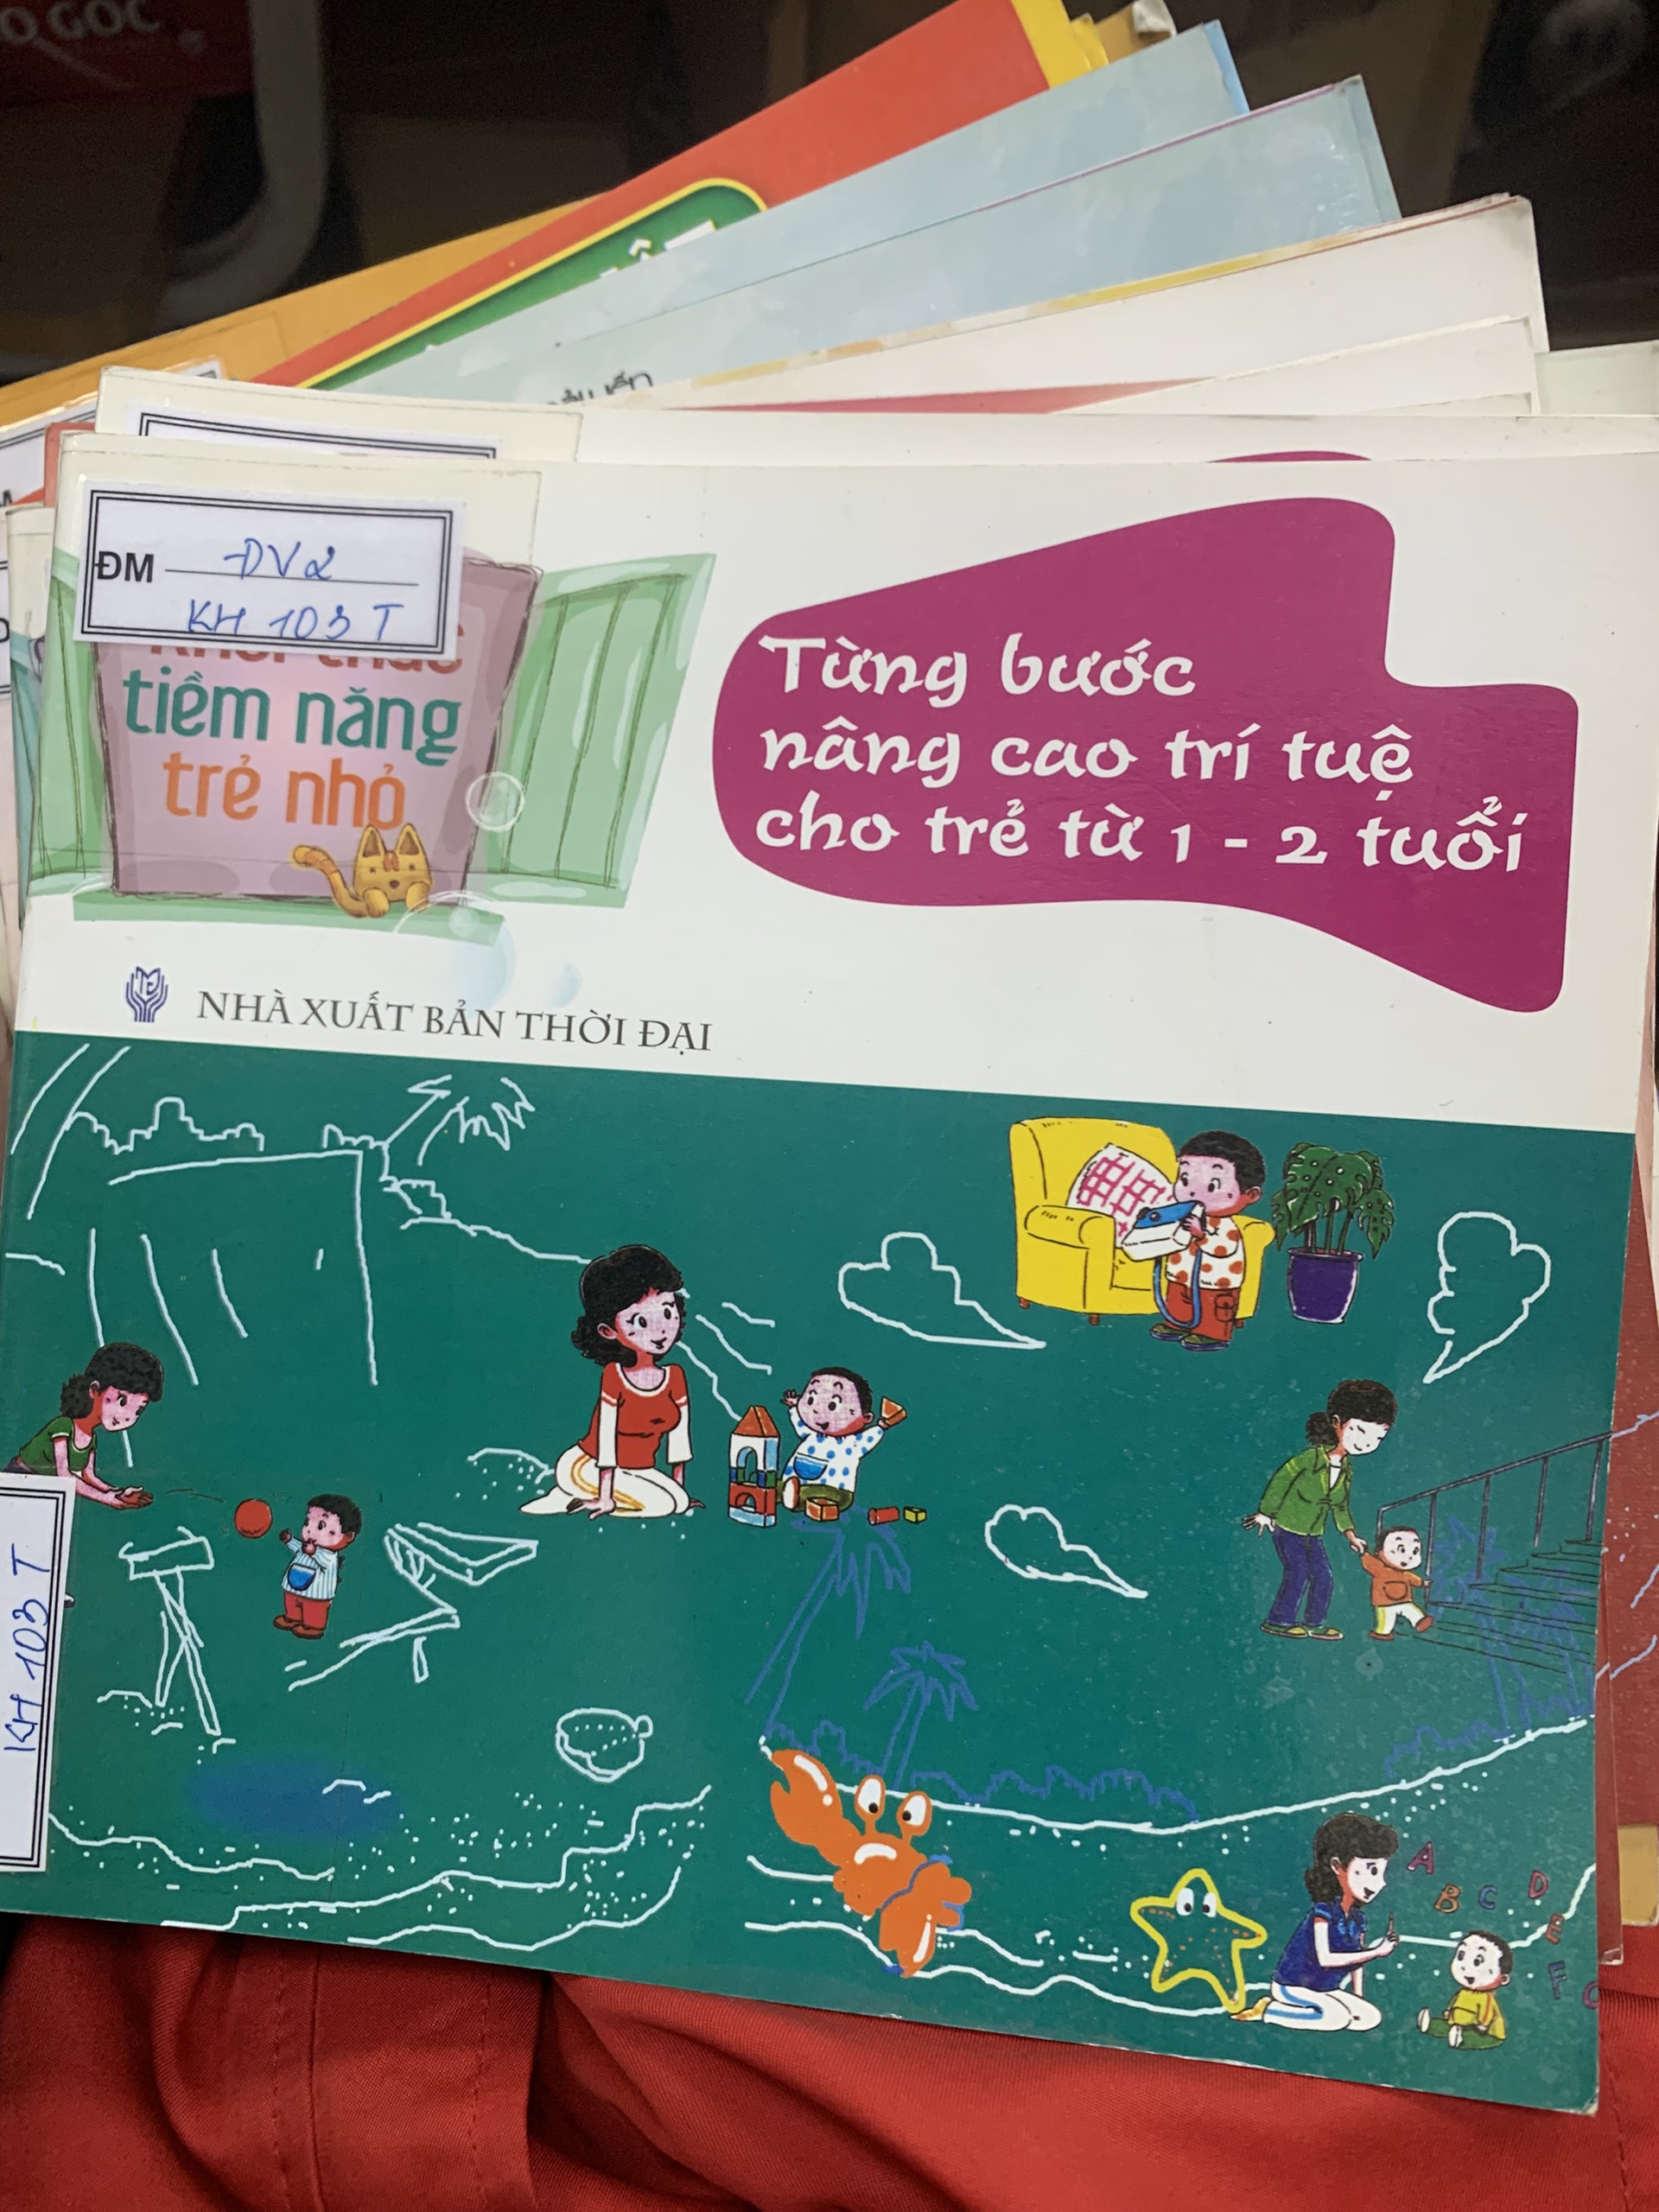 ĐM ĐV2
KH 103 T
tiềm năng
trẻ nhỏ
Từng bước
nâng cao trí tuệ
cho trẻ từ 1 - 2 tuổi
NHÀ XUẤT BẢN THỜI ĐẠI
KH 103 T
A B C D
E
F